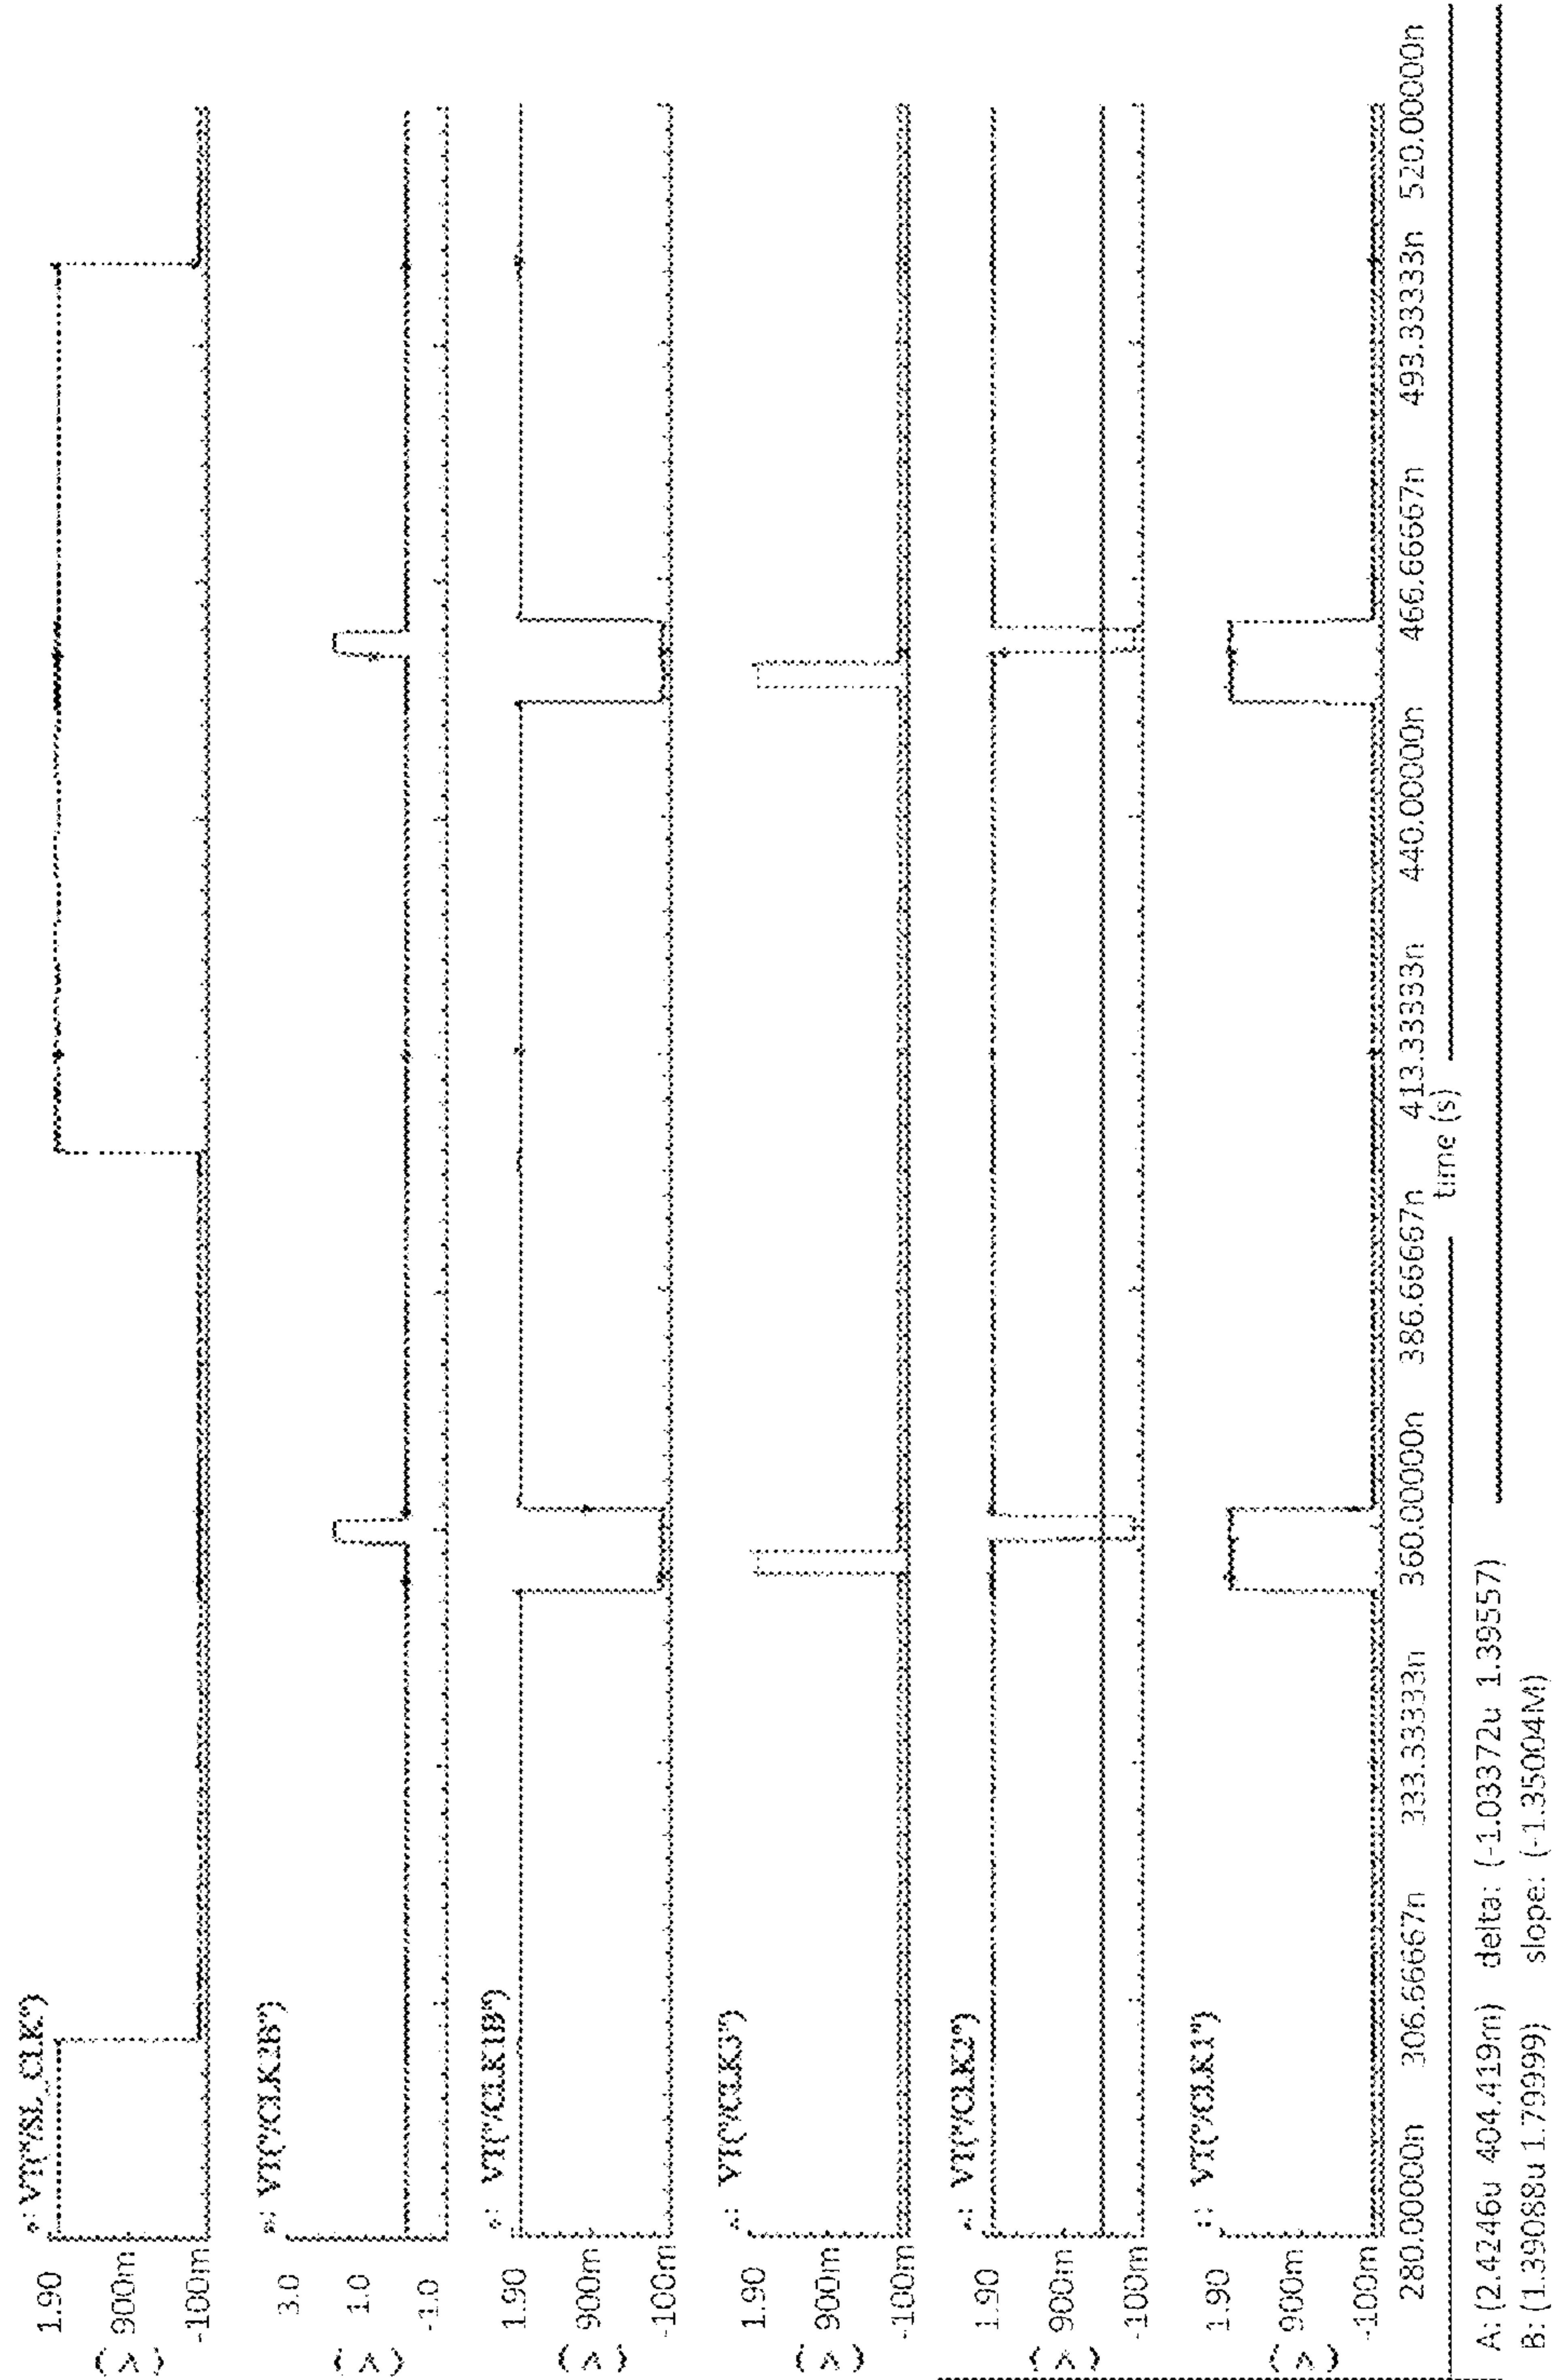 VT("/SL_CLK")
1.90
(V)
900m
-100m
VT("/CLK2B")
3.0
(V)
1.0
-1.0
VT("/CLK1B")
1.90
(V)
900m
-100m
VT("/CLK3")
1.90
(V)
900m
-100m
VT("/CLK2")
1.90
(V)
900m
-100m
VT("/CLK1")
1.90
(V)
900m
-100m
280.00000n 306.66667n 333.33333n 360.00000n 386.66667n 413.33333n 440.00000n 466.66667n 493.33333n 520.00000n
time (s)
A: (2.4246u 404.419m) delta: (-1.03372u 1.39557)
B: (1.39088u 1.79999) slope: (-1.35004M)